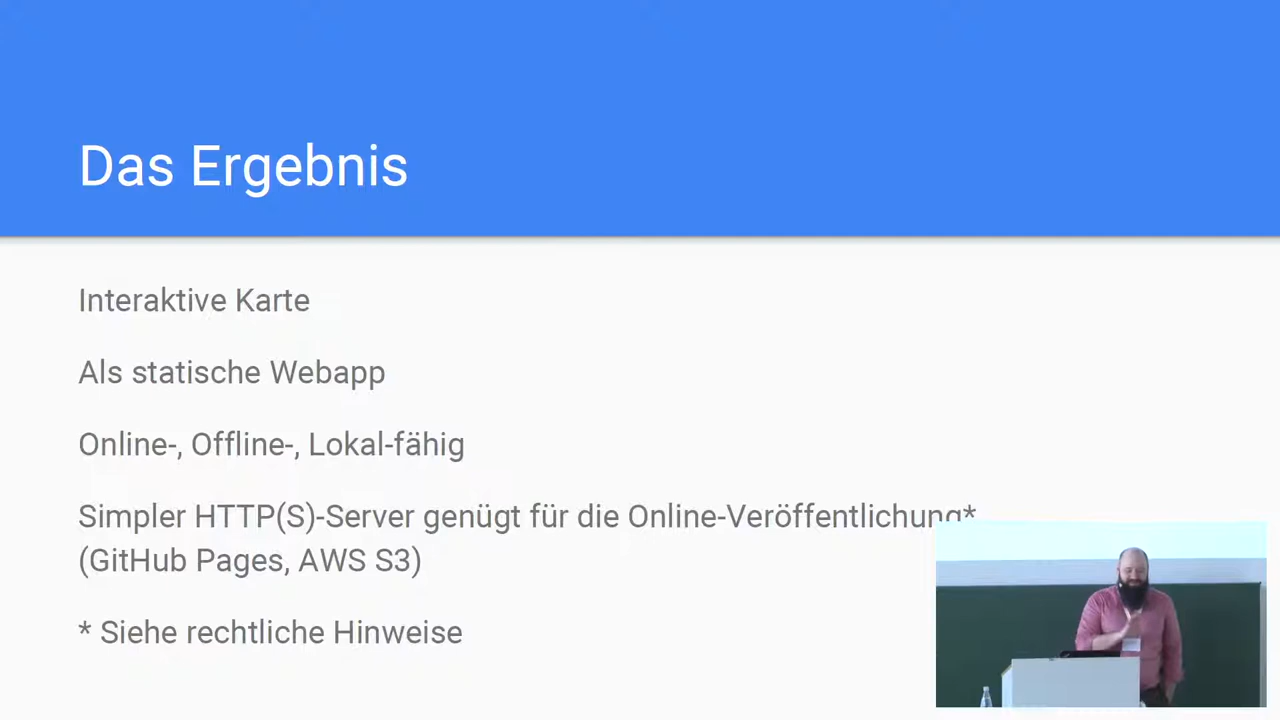 Das Ergebnis
Interaktive Karte
Als statische Webapp
Online-, Offline-, Lokal-fähig
Simpler HTTP(S)-Server genügt für die Online-Veröffentlichung*
(GitHub Pages, AWS S3)
* Siehe rechtliche Hinweise